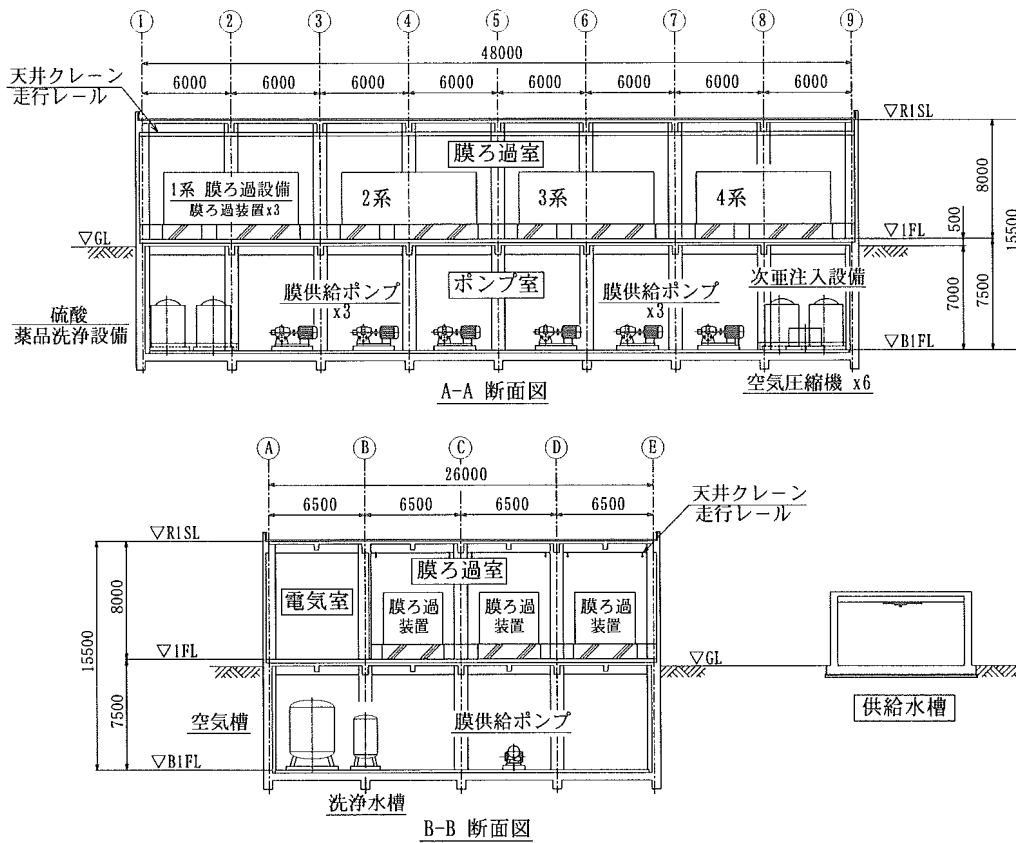 1 2 3 4 5 6 7 8 9
48000
6000 6000 6000 6000 6000 6000 6000 6000
天井クレーン
走行レール
▽R1SL
膜ろ過室
1系 膜ろ過設備
膜ろ過装置x3
2系
3系
4系
8000
500
15500
▽GL
▽1FL
ポンプ室
膜供給ポンプ
x3
膜供給ポンプ
x3
次亜注入設備
硫酸
薬品洗浄設備
7000
7500
▽B1FL
空気圧縮機 x6
A-A 断面図
A B C D E
26000
6500 6500 6500 6500
天井クレーン
走行レール
▽R1SL
膜ろ過室
電気室
膜ろ過
装置
膜ろ過
装置
膜ろ過
装置
8000
15500
▽1FL
▽GL
7500
空気槽
膜供給ポンプ
供給水槽
▽B1FL
洗浄水槽
B-B 断面図